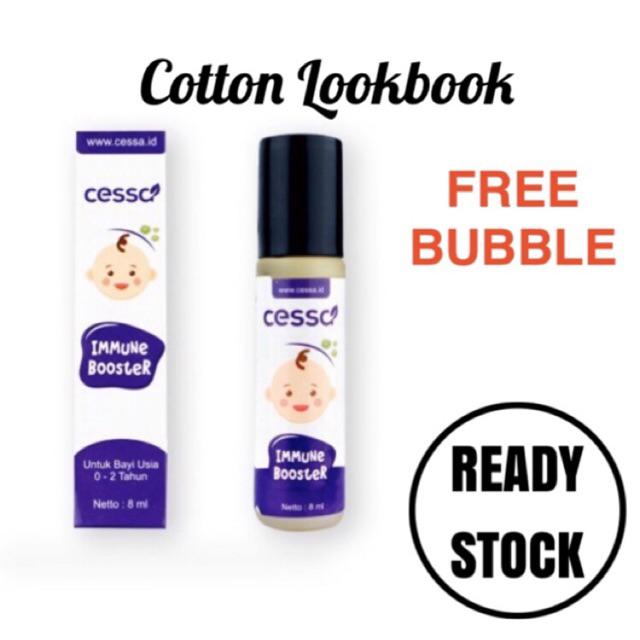 Cotton Lookbook
www.cessa.id
cessa
IMMUNe
BOOsteR
Untuk Bayi Usia
0 - 2 Tahun
Netto : 8 ml
www.cessa.id
cessa
IMMUNe
BOOsteR
Netto : 8 ml
FREE
BUBBLE
READY
STOCK